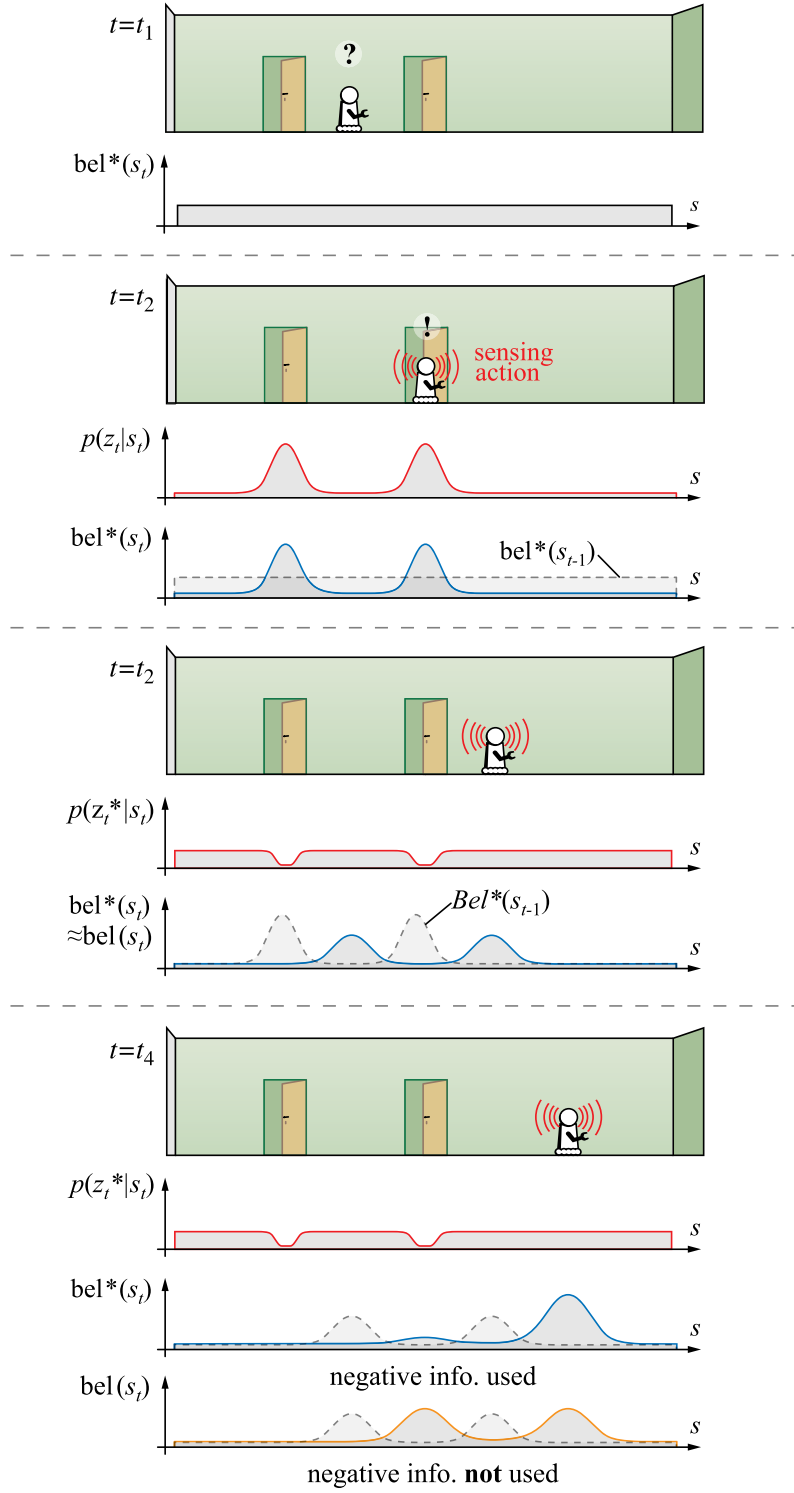 t=t₁
?
bel*(sₜ)
s
t=t₂
!
sensing
action
p(zₜ|sₜ)
s
bel*(sₜ)
bel*(sₜ₋₁)
s
t=t₂
p(zₜ*|sₜ)
s
bel*(sₜ)
≈bel(sₜ)
Bel*(sₜ₋₁)
s
t=t₄
p(zₜ*|sₜ)
s
bel*(sₜ)
s
negative info. used
bel(sₜ)
s
negative info. not used